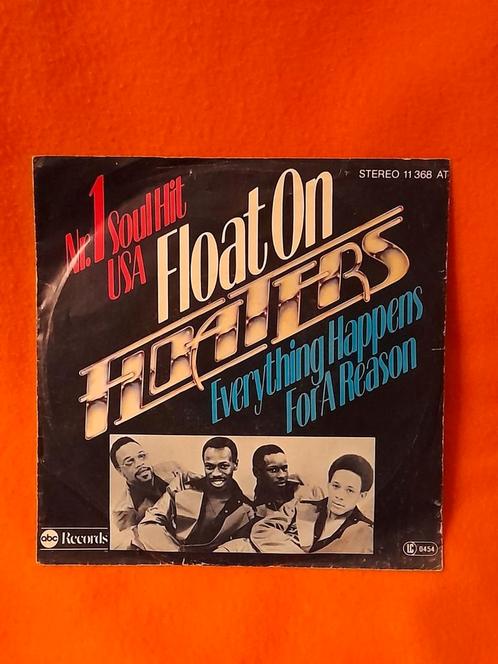 STEREO 11 368 AT
Nr. 1 Soul Hit
USA
Float On
FLOATERS
Everything Happens
For A Reason
abc Records
LC 0454